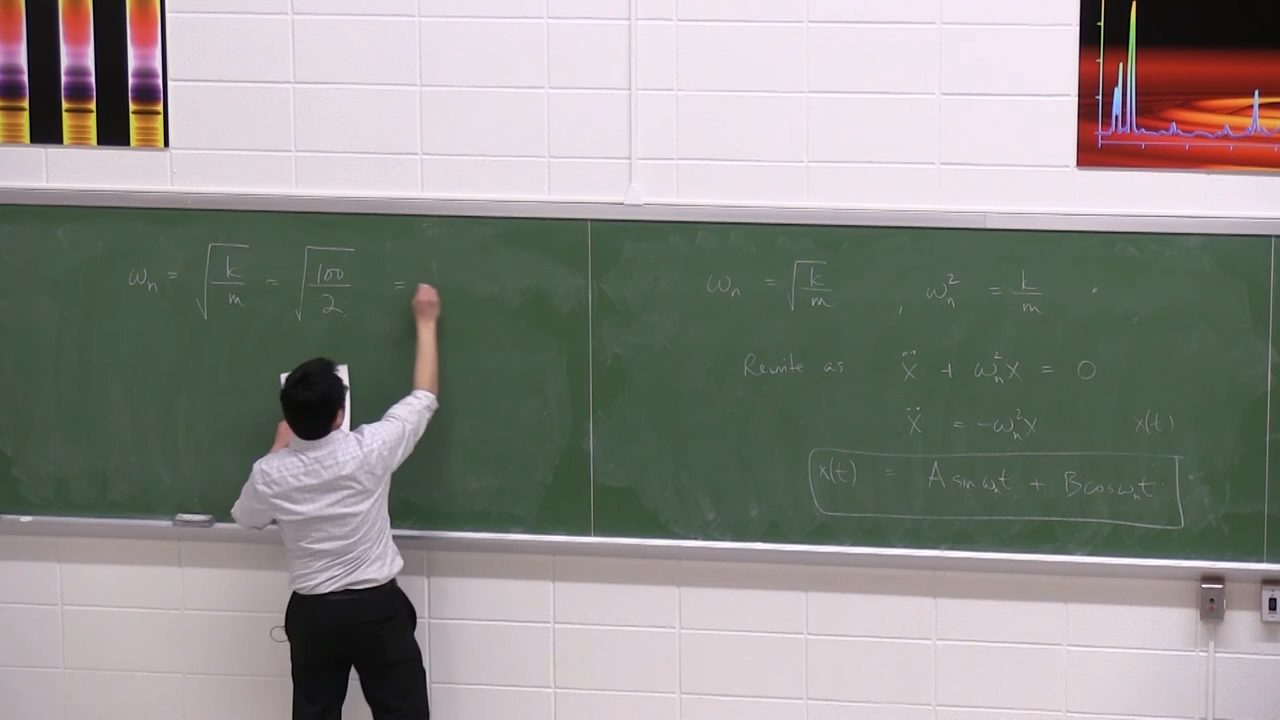 ωₙ = √(k/m) = √(100/2) =
ωₙ = √(k/m) , ωₙ² = k/m
Rewrite as ẍ + ωₙ²x = 0
ẍ = -ωₙ²x x(t)
x(t) = A sin ωₙt + B cos ωₙt